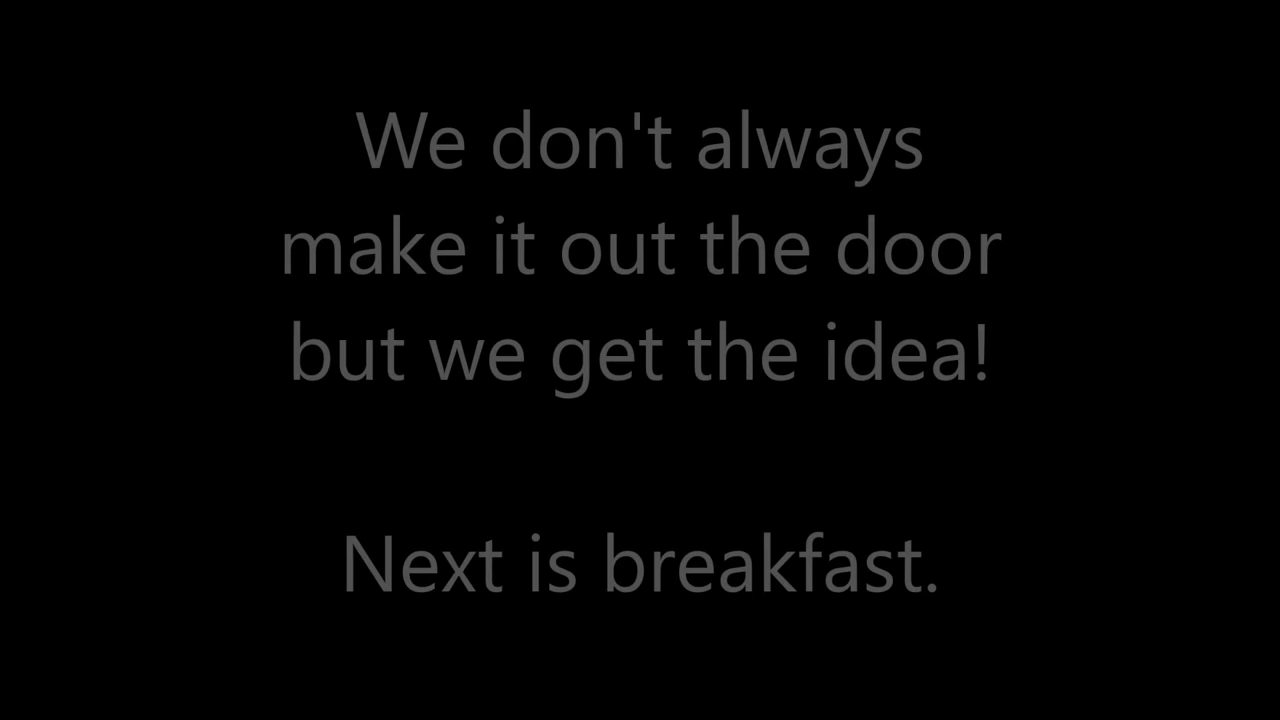 We don't always
make it out the door
but we get the idea!
Next is breakfast.